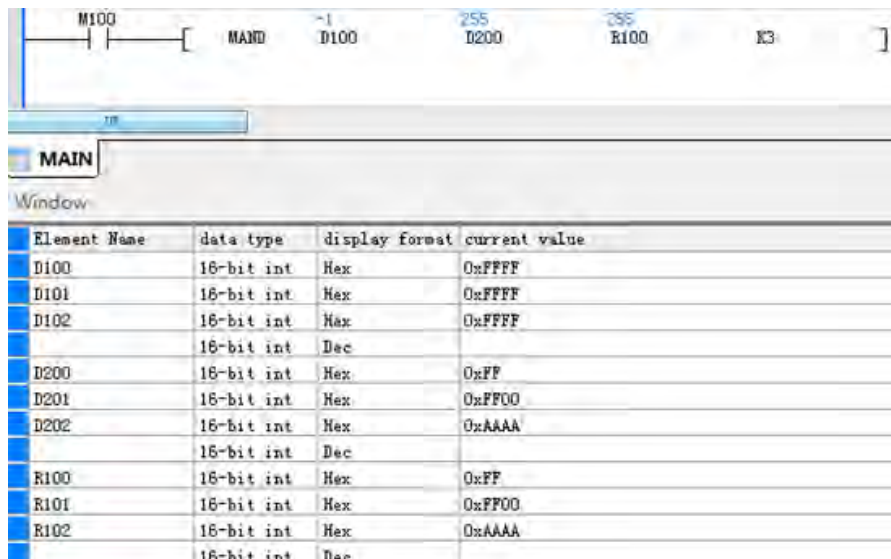 M100 -1 255 255
MAND D100 D200 R100 K3
MAIN
Window
Element Name data type display format current value
D100 16-bit int Hex 0xFFFF
D101 16-bit int Hex 0xFFFF
D102 16-bit int Hex 0xFFFF
16-bit int Dec
D200 16-bit int Hex 0xFF
D201 16-bit int Hex 0xFF00
D202 16-bit int Hex 0xAAAA
16-bit int Dec
R100 16-bit int Hex 0xFF
R101 16-bit int Hex 0xFF00
R102 16-bit int Hex 0xAAAA
16-bit int Dec